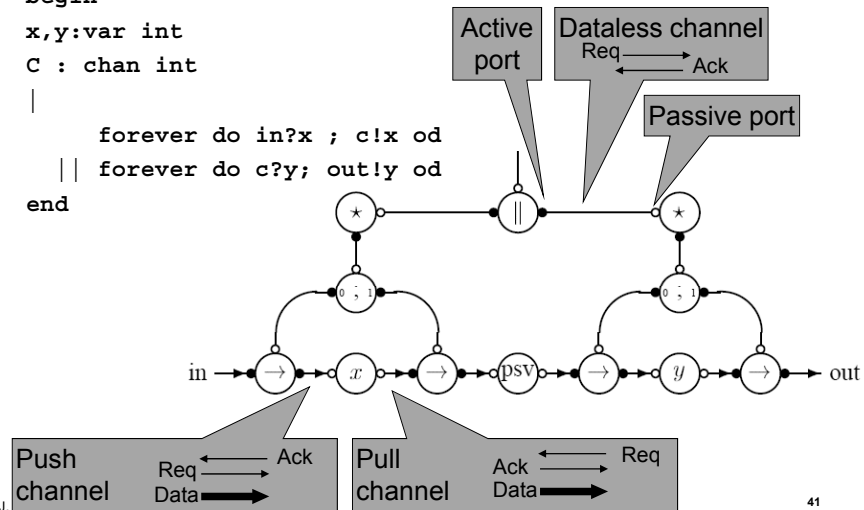 begin
x,y:var int
C : chan int
|
forever do in?x ; c!x od
|| forever do c?y; out!y od
end
Active port
Dataless channel
Req
Ack
Passive port
⋆
||
⋆
0 ; 1
0 ; 1
in → x → psv → y → out
Push channel
Ack
Req
Data
Pull channel
Req
Ack
Data
41